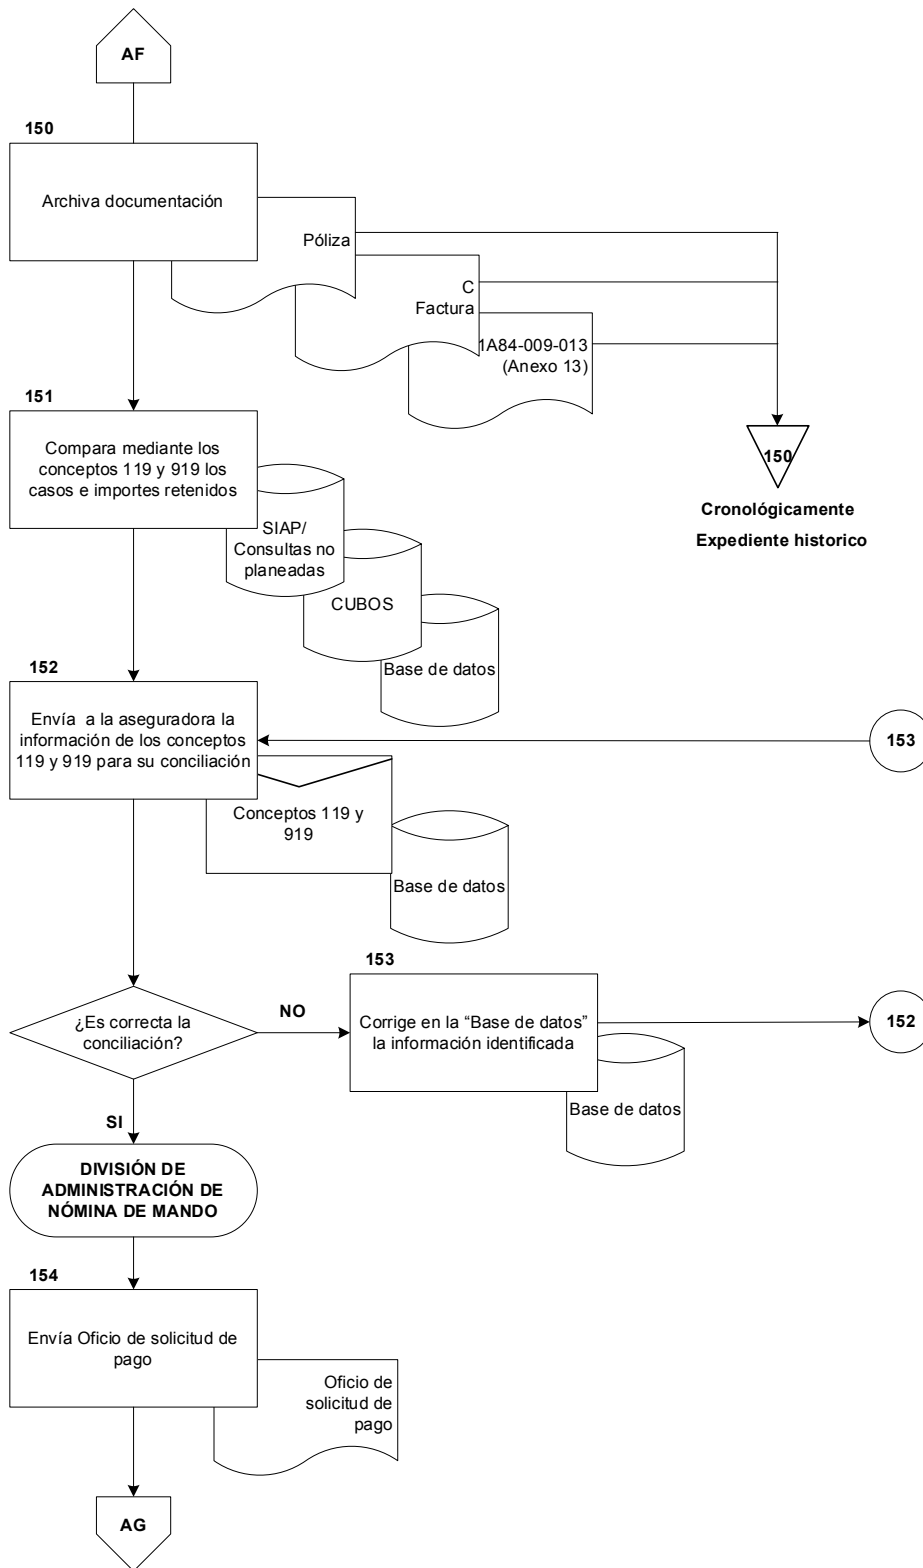 AF
150
Archiva documentación
Póliza
C
Factura
1A84-009-013
(Anexo 13)
150
Cronológicamente
Expediente historico
151
Compara mediante los
conceptos 119 y 919 los
casos e importes retenidos
SIAP/
Consultas no
planeadas
CUBOS
Base de datos
152
Envía a la aseguradora la
información de los conceptos
119 y 919 para su conciliación
153
Conceptos 119 y
919
Base de datos
¿Es correcta la
conciliación?
NO
153
Corrige en la “Base de datos”
la información identificada
152
Base de datos
SI
DIVISIÓN DE
ADMINISTRACIÓN DE
NÓMINA DE MANDO
154
Envía Oficio de solicitud de
pago
Oficio de
solicitud de
pago
AG